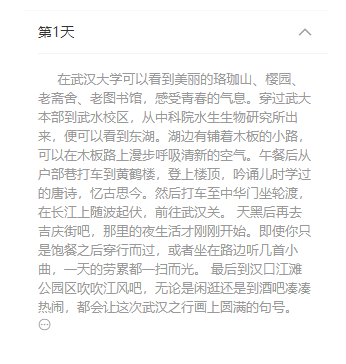 第1天
在武汉大学可以看到美丽的珞珈山、樱园、
老斋舍、老图书馆，感受青春的气息。穿过武大
本部到武水校区，从中科院水生生物研究所出
来，便可以看到东湖。湖边有铺着木板的小路，
可以在木板路上漫步呼吸清新的空气。午餐后从
户部巷打车到黄鹤楼，登上楼顶，吟诵儿时学过
的唐诗，忆古思今。然后打车至中华门坐轮渡，
在长江上随波起伏，前往武汉关。 天黑后再去
吉庆街吧，那里的夜生活才刚刚开始。即使你只
是饱餐之后穿行而过，或者坐在路边听几首小
曲，一天的劳累都一扫而光。 最后到汉口江滩
公园区吹吹江风吧，无论是闲逛还是到酒吧凑凑
热闹，都会让这次武汉之行画上圆满的句号。